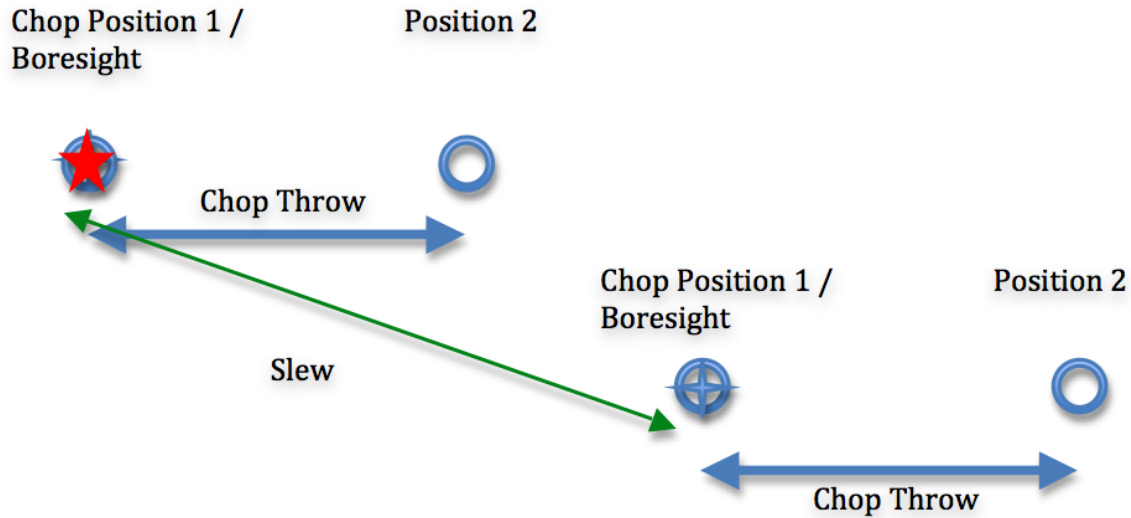 Chop Position 1 /
Boresight
Position 2
Chop Throw
Chop Position 1 /
Boresight
Position 2
Slew
Chop Throw